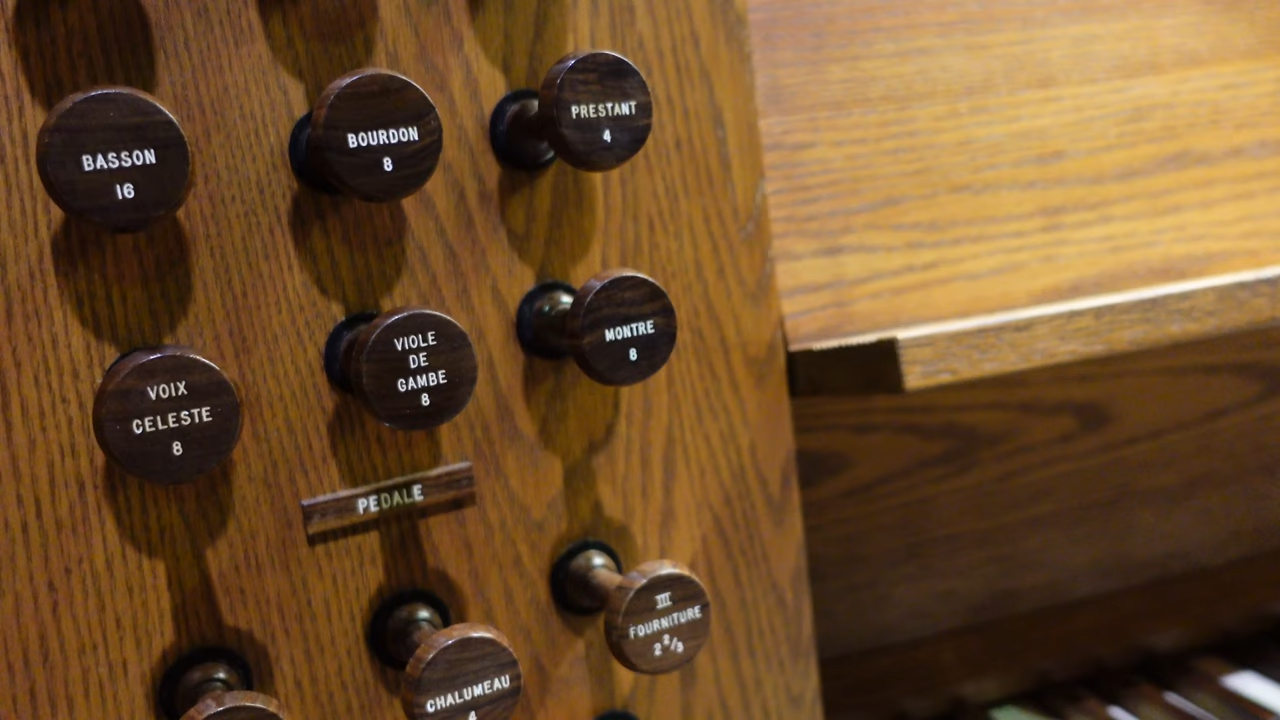 BASSON
16
BOURDON
8
PRESTANT
4
VOIX
CELESTE
8
VIOLE
DE
GAMBE
8
MONTRE
8
PEDALE
CHALUMEAU
4
III
FOURNITURE
2 2/3